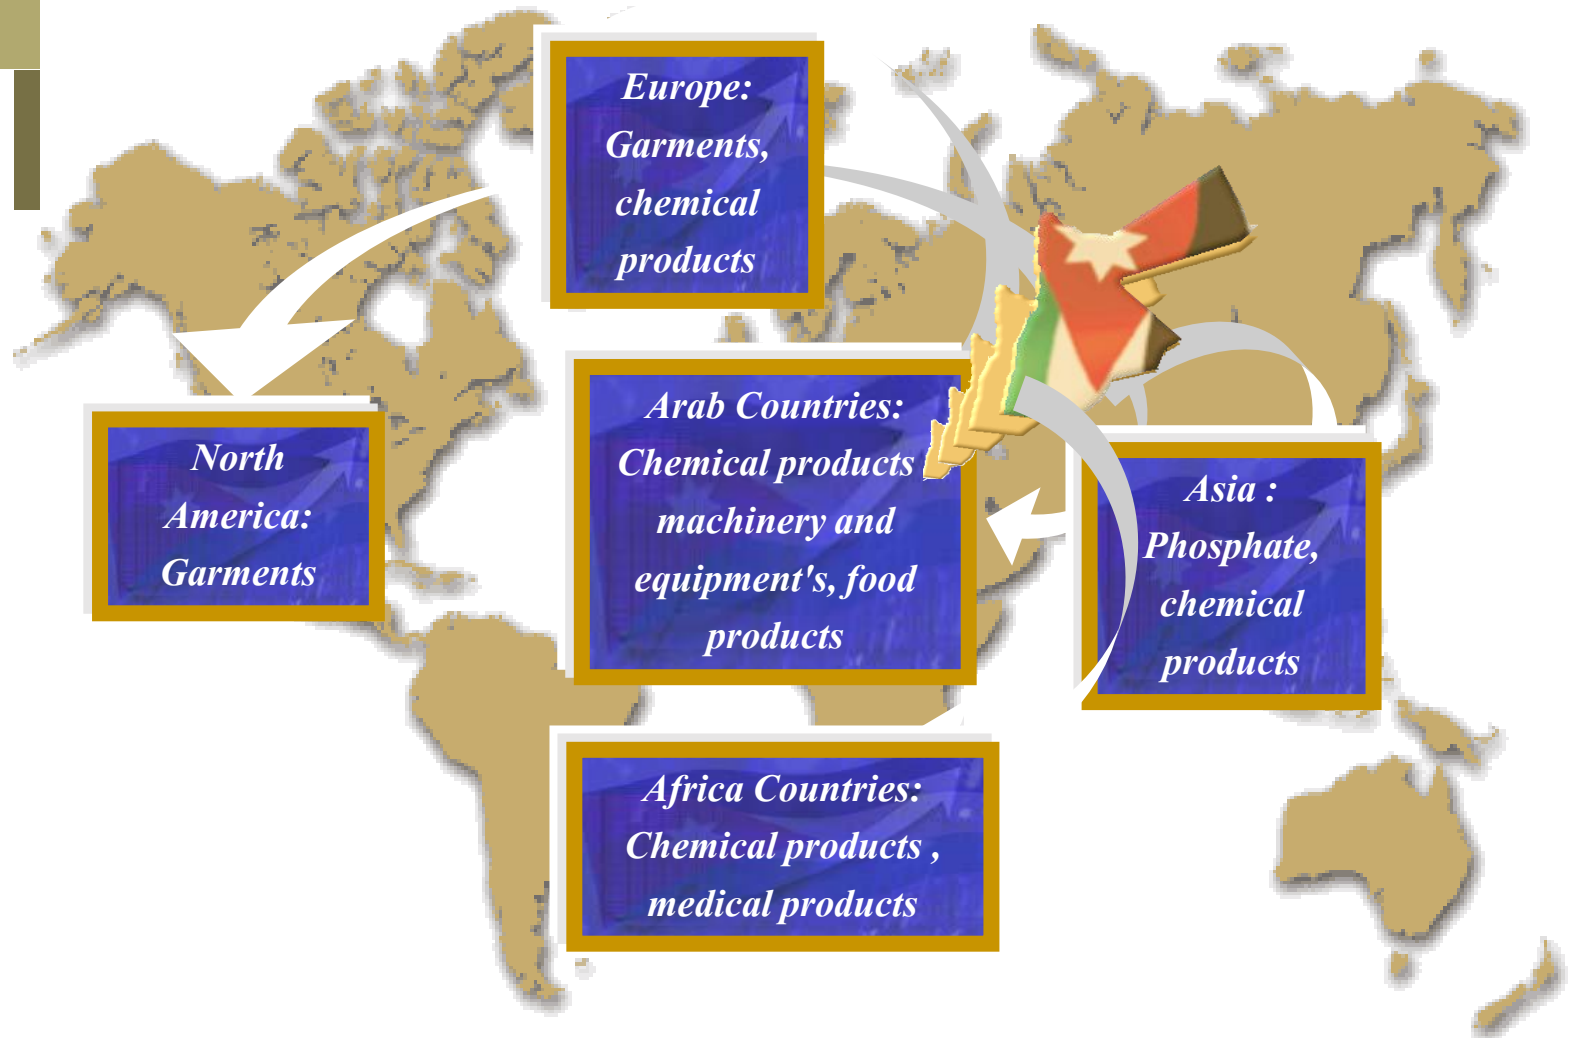 Europe:
Garments,
chemical
products
North
America:
Garments
Arab Countries:
Chemical products
machinery and
equipment's, food
products
Asia :
Phosphate,
chemical
products
Africa Countries:
Chemical products ,
medical products